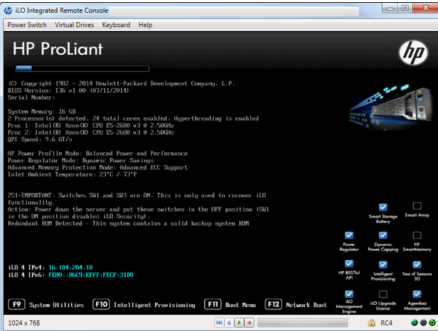 iLO Integrated Remote Console
Power Switch Virtual Drives Keyboard Help
HP ProLiant
hp
(C) Copyright 1982 - 2014 Hewlett-Packard Development Company, L.P.
BIOS Version: I36 v1.00 (07/11/2014)
Serial Number:
System Memory: 16 GB
2 Processor(s) detected, 24 total cores enabled, Hyperthreading is enabled
Proc 1: Intel(R) Xeon(R) CPU E5-2680 v3 @ 2.50GHz
Proc 2: Intel(R) Xeon(R) CPU E5-2680 v3 @ 2.50GHz
QPI Speed: 9.6 GT/s
HP Power Profile Mode: Balanced Power and Performance
Power Regulator Mode: Dynamic Power Savings
Advanced Memory Protection Mode: Advanced ECC Support
Inlet Ambient Temperature: 23°C / 73°F
251-IMPORTANT: Switches SW1 and SW3 are ON. This is only used to recover iLO
functionality.
Action: Power down the server and put these switches in the OFF position (SW1
in the ON position disables iLO Security).
Redundant ROM Detected - This system contains a valid backup system ROM
Smart Storage Battery
Smart Array
Power Regulator
Dynamic Power Capping
HP SmartMemory
HP RESTful API
Intelligent Provisioning
Sea of Sensors 3D
iLO Management Engine
iLO Upgrade License
Agentless Management
iLO 4 IPv4: 16.104.204.10
iLO 4 IPv6:
F9 System Utilities
F10 Intelligent Provisioning
F11 Boot Menu
F12 Network Boot
1024 x 768
RC4